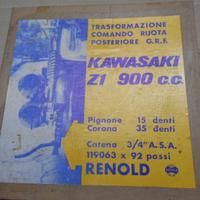 TRASFORMAZIONE
COMANDO RUOTA
POSTERIORE G.R.F.
KAWASAKI
Z1 900 c.c.
Pignone 15 denti
Corona 35 denti
Catena 3/4" A.S.A.
119063 x 92 passi
RENOLD